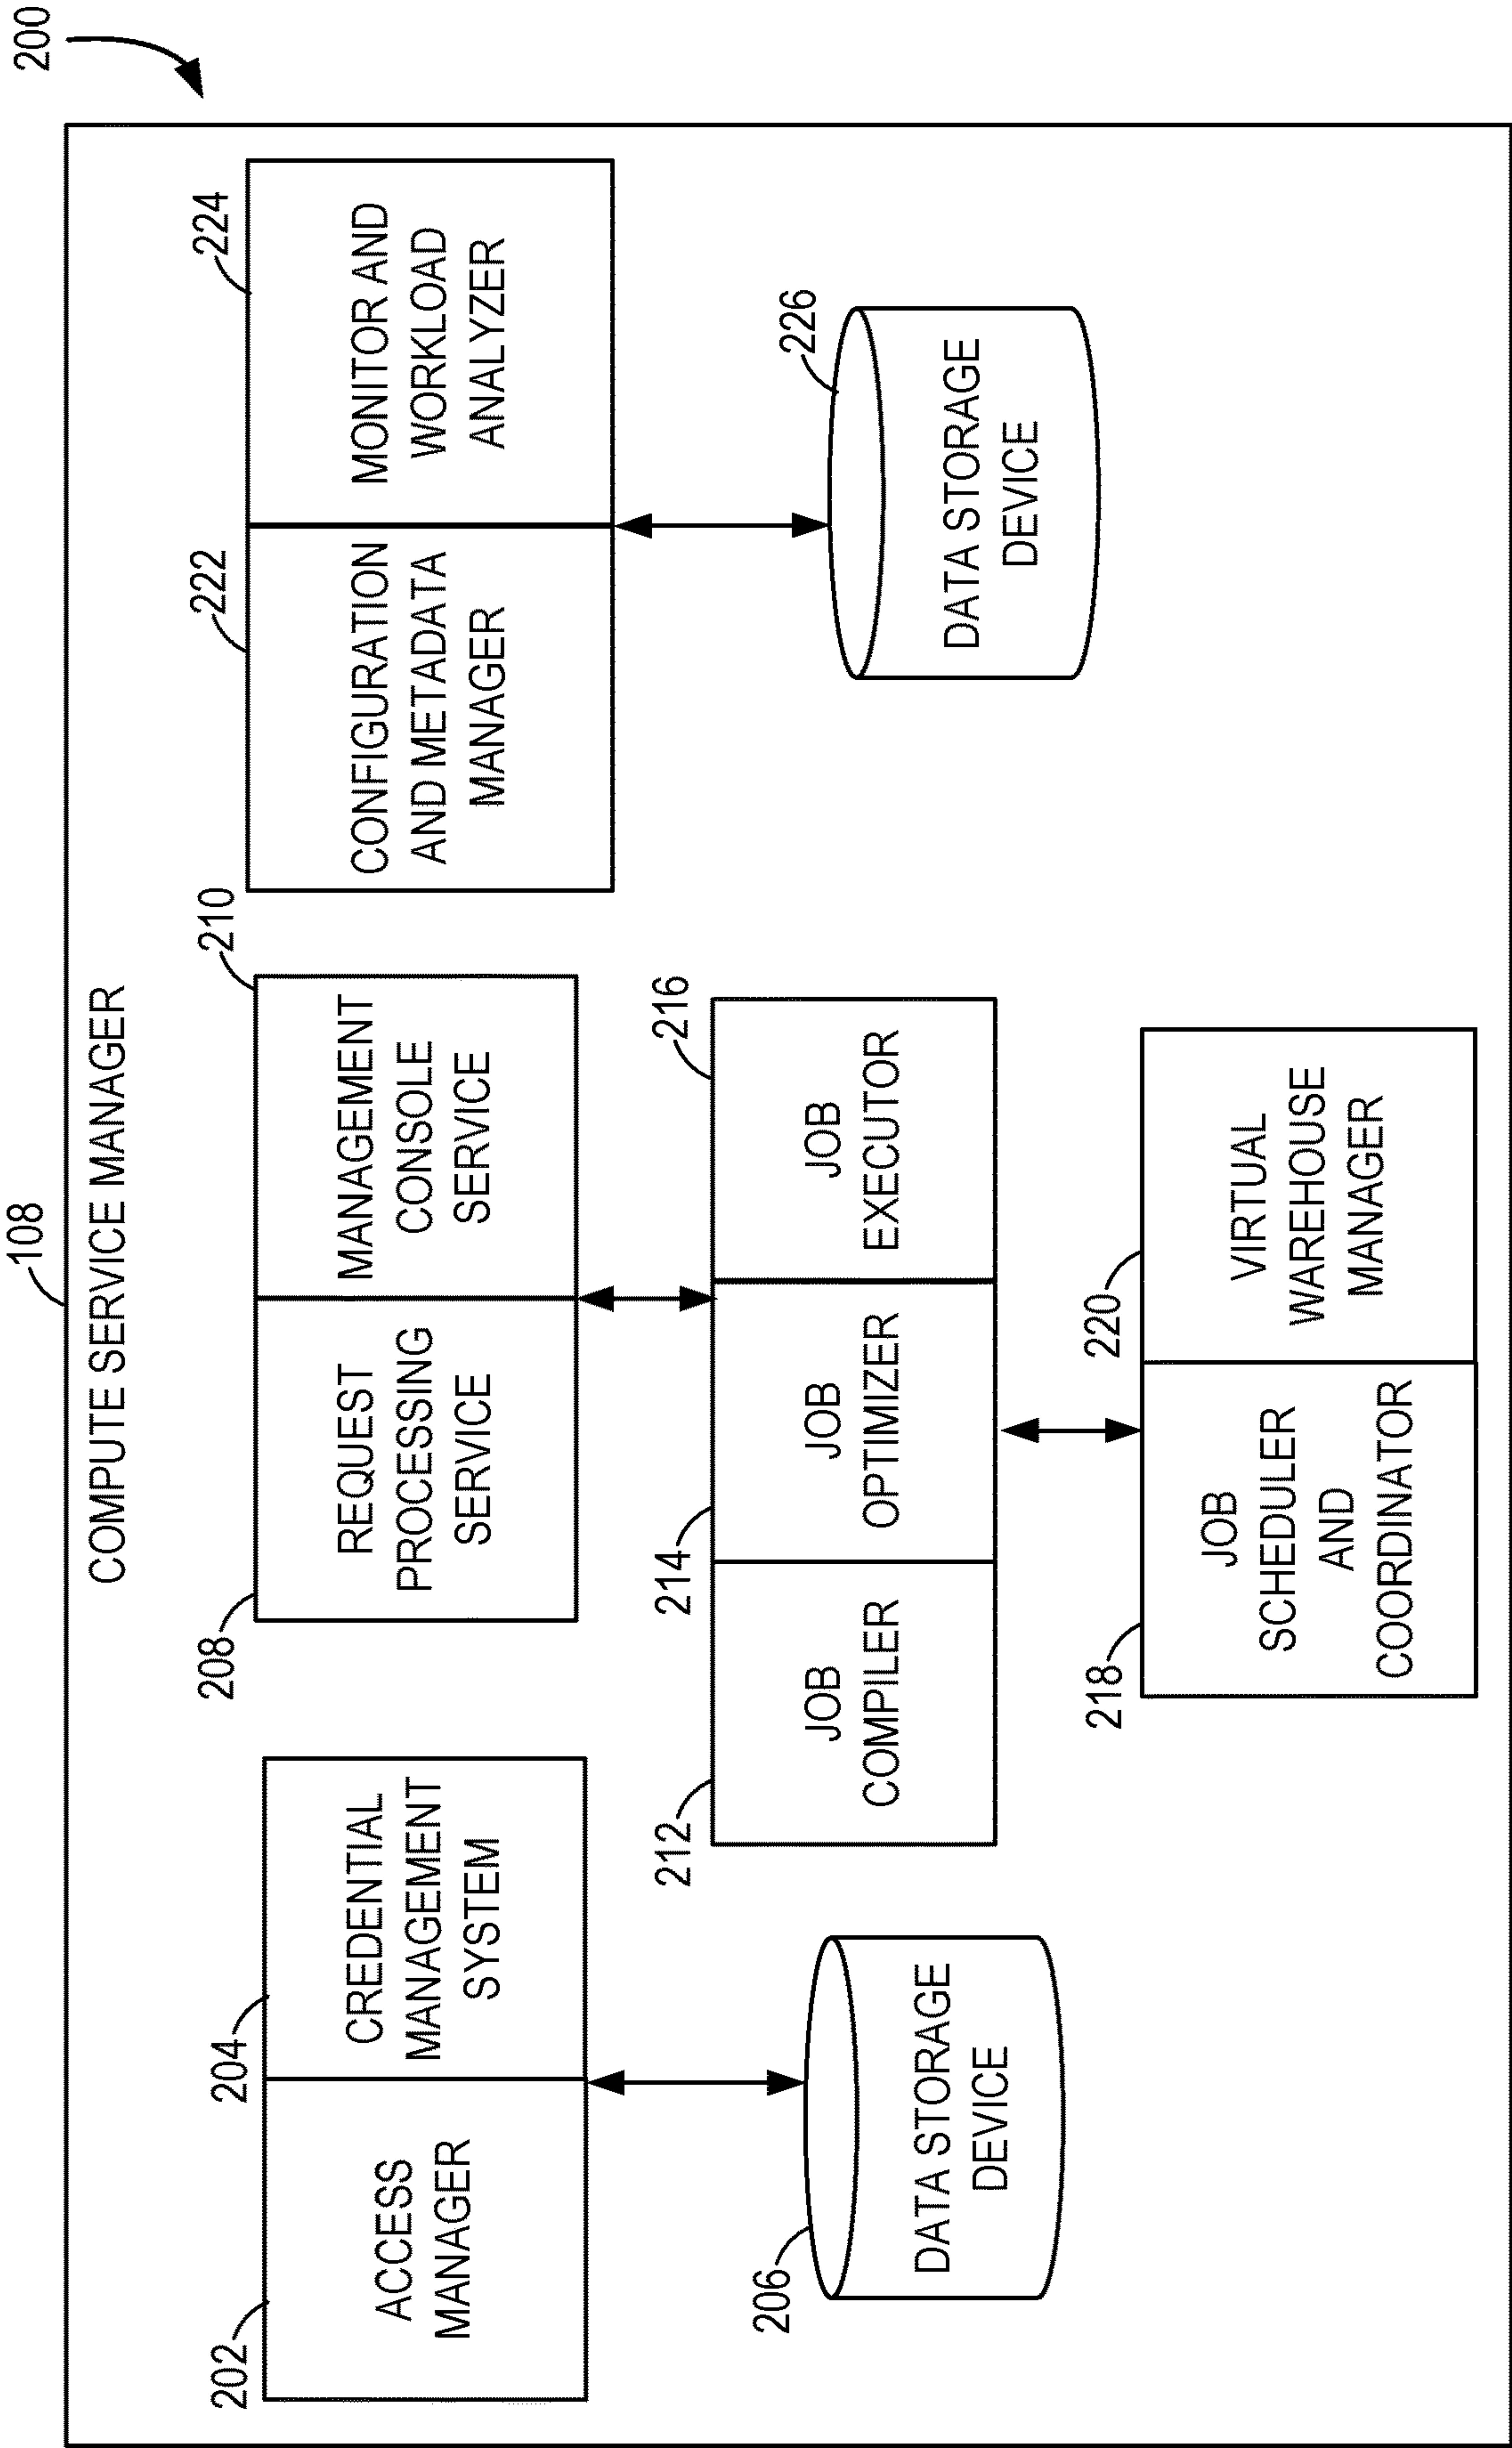 200
108
COMPUTE SERVICE MANAGER
202
ACCESS
MANAGER
204
CREDENTIAL
MANAGEMENT
SYSTEM
206
DATA STORAGE
DEVICE
208
REQUEST
PROCESSING
SERVICE
210
MANAGEMENT
CONSOLE
SERVICE
212
JOB
COMPILER
214
JOB
OPTIMIZER
216
JOB
EXECUTOR
218
JOB
SCHEDULER
AND
COORDINATOR
220
VIRTUAL
WAREHOUSE
MANAGER
222
CONFIGURATION
AND METADATA
MANAGER
224
MONITOR AND
WORKLOAD
ANALYZER
226
DATA STORAGE
DEVICE